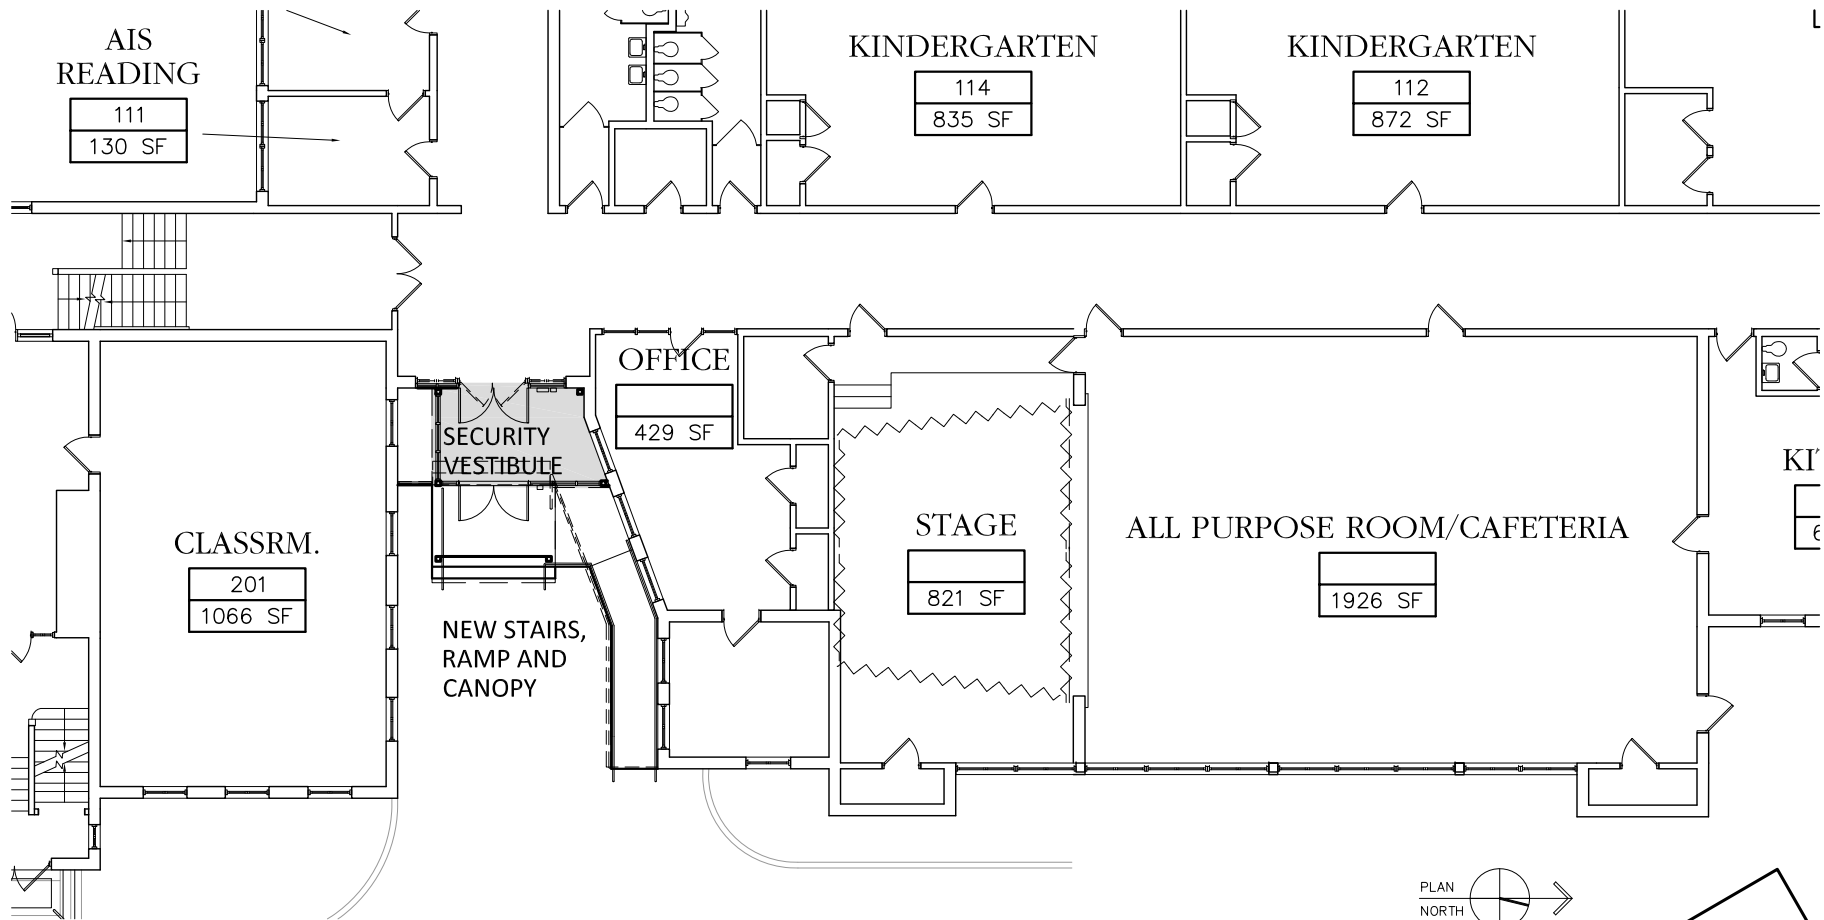 AIS
READING
111
130 SF
KINDERGARTEN
114
835 SF
KINDERGARTEN
112
872 SF
OFFICE
429 SF
SECURITY
VESTIBULE
CLASSRM.
201
1066 SF
NEW STAIRS,
RAMP AND
CANOPY
STAGE
821 SF
ALL PURPOSE ROOM/CAFETERIA
1926 SF
PLAN
NORTH